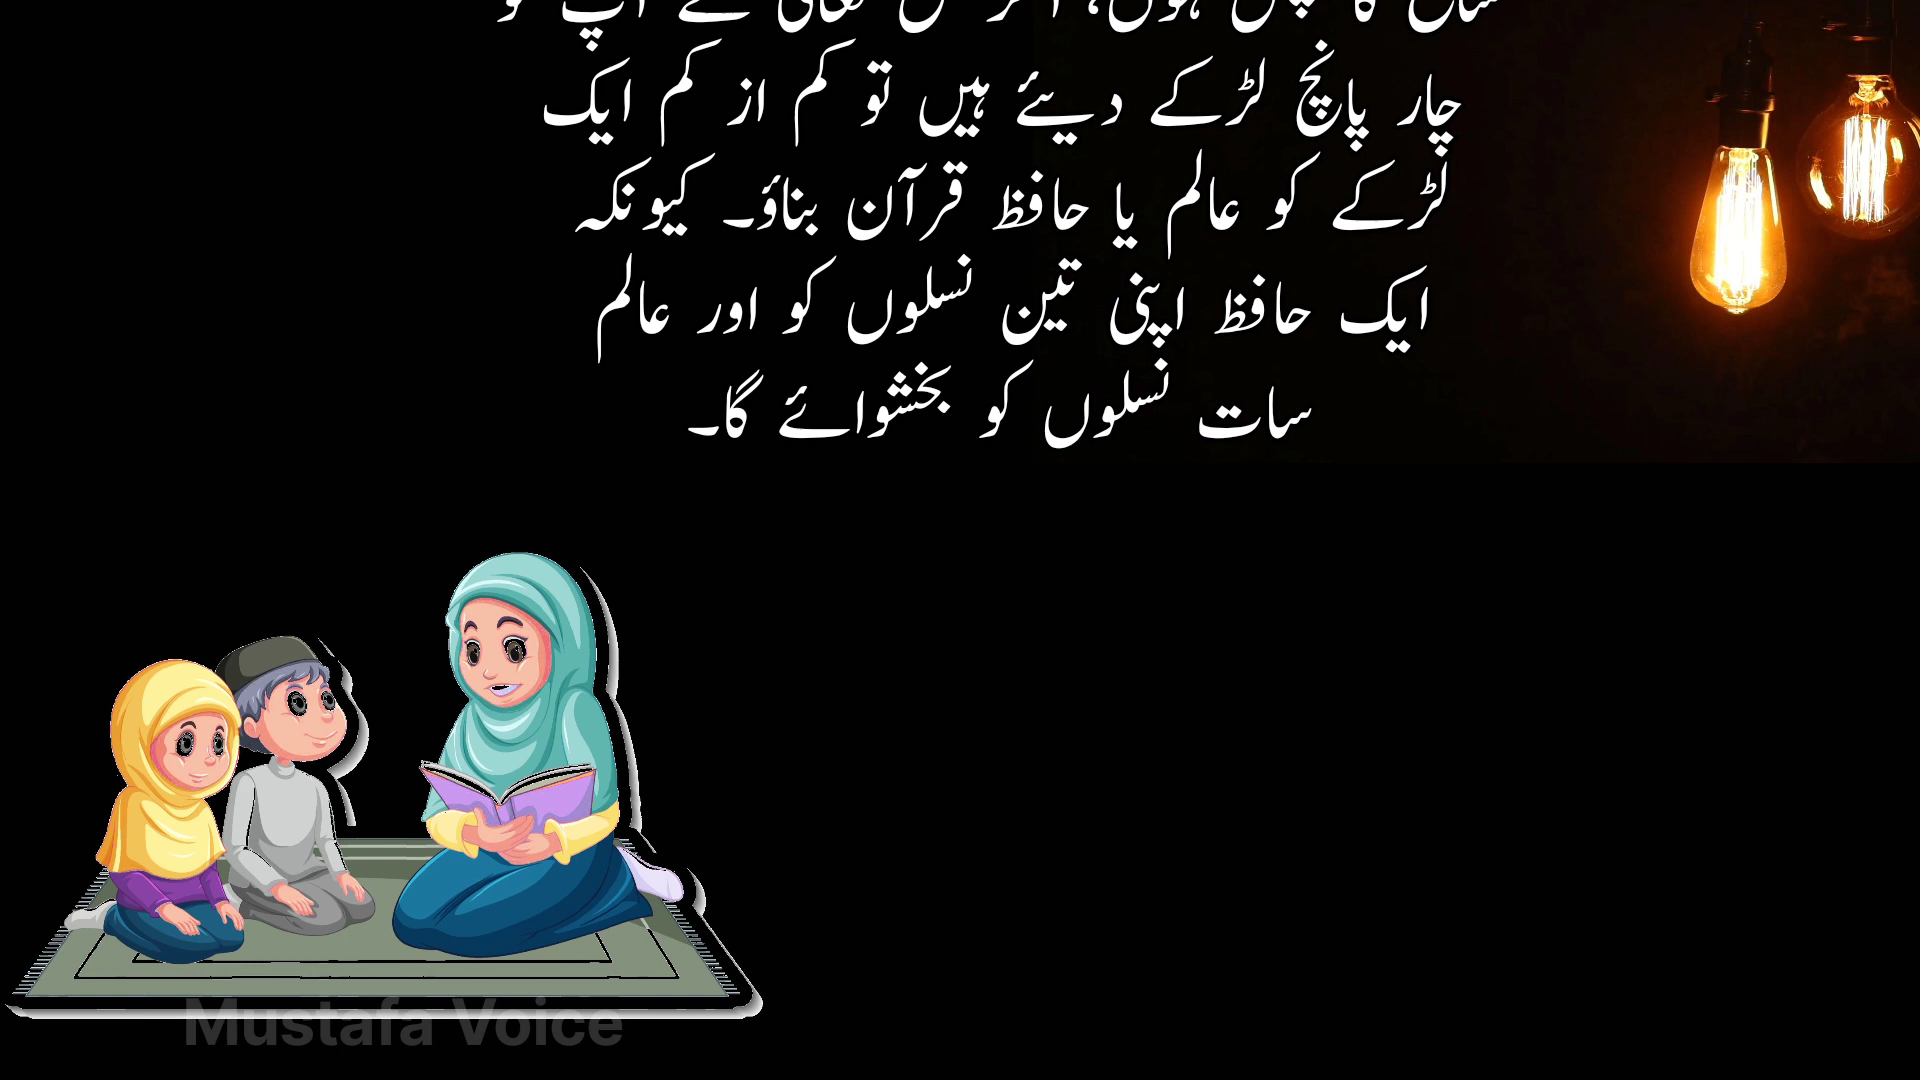 چار پانچ لڑکے دیئے ہیں تو کم از کم ایک
لڑکے کو عالم یا حافظ قرآن بناؤ۔ کیونکہ
ایک حافظ اپنی تین نسلوں کو اور عالم
سات نسلوں کو بخشوائے گا۔
Mustafa Voice